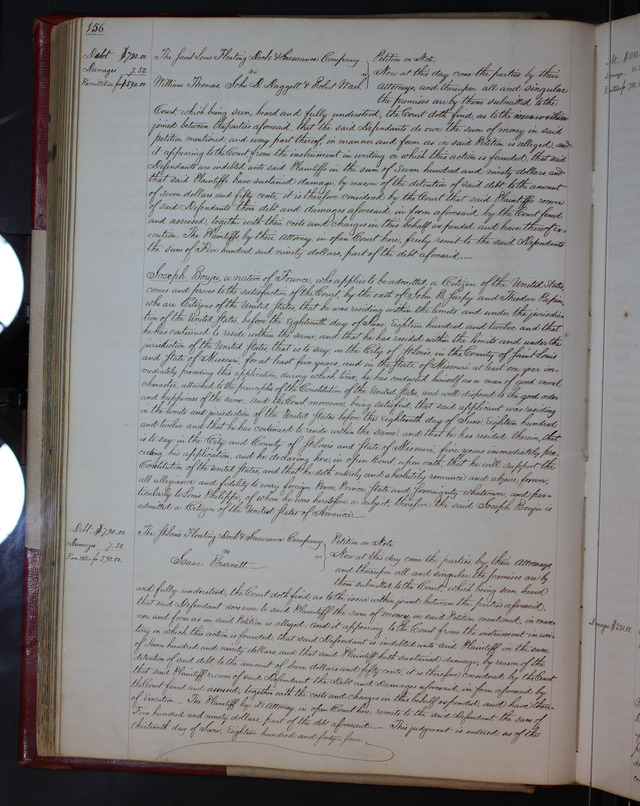 156
Debt $790.00
Damages 7.50
Remittitur for $590.00
The Saint Louis Floating Dock & Insurance Company
vs
William Thomas, John D. Daggett & Robert Wash
Petition on Note.
Now at this day come the parties by their
Attorneys, and thereupon all and singular
the premises are by them submitted to the
Court, which being seen, heard and fully understood, the Court doth find, as to the issue within
joined between the parties aforesaid, that the said Defendants do owe the sum of money in said
petition mentioned and every part thereof, in manner and form as in said Petition is alleged, and
it appearing to the Court from the instrument in writing on which this action is founded, that said
Defendants are indebted unto said Plaintiffs in the sum of Seven hundred and ninety dollars and
that said Plaintiffs have sustained damage, by reason of the detention of said debt to the amount
of seven dollars and fifty cents, it is therefore considered by the Court that said Plaintiffs recover
of said Defendants their debt and damages aforesaid, in form aforesaid by the Court found
and assessed, together with their costs and charges in this behalf expended and have thereof ex-
ecution. The Plaintiffs by their Attorney in open Court here, freely remit to the said Defendants
the sum of Five hundred and ninety dollars, part of the debt aforesaid.
Joseph Bouju, a native of France, who applies to be admitted a Citizen of the United States,
comes and proves to the satisfaction of the Court, by the oath of John B. Sarpy and Theodore Papin,
who are Citizens of the United States, that he was residing within the limits and under the jurisdic-
tion of the United States before the Eighteenth day of June, Eighteen hundred and twelve and that
he has continued to reside within the same, and that he has resided within the limits and under the
jurisdiction of the United States, that is to say, in the City of St Louis in the County of Saint Louis
and State of Missouri for at least five years, and in the State of Missouri at least one year im-
mediately preceding this application, during which time, he has conducted himself as a man of good moral
character, attached to the principles of the Constitution of the United States, and well disposed to the good order
and happiness of the same, and the Court moreover being satisfied, that said applicant was residing
in the limits and jurisdiction of the United States before the Eighteenth day of June Eighteen hundred
and twelve and that he has continued to reside within the same, and that he has resided therein, that
is to say in the City and County of St Louis and State of Missouri, five years immediately pre-
ceding his application, and he declaring here, in open Court, upon oath, that he will support the
Constitution of the United States, and that he doth entirely and absolutely renounce and abjure, forever,
all allegiance and fidelity to every foreign Power, Prince, State and Sovereignty Whatsoever, and par-
ticularly to Louis Philippe, of whom he was heretofore a subject, therefore the said Joseph Bouju is
admitted a Citizen of the United States of America.
Debt $790.00
Damages 7.50
Remittitur for $590.00
The St Louis Floating Dock & Insurance Company
vs
Isaac Burnett
Petition on Note
Now at this day come the parties by their Attorneys
and thereupon all and singular the premises are by
them submitted to the Court, which being seen, heard
and fully understood, the Court doth find, as to the issue within joined between the parties aforesaid,
that said Defendant does owe to said Plaintiff the sum of money in said Petition mentioned, in man-
ner and form as in said Petition is alleged, and it appearing to the Court from the instrument in wri-
ting on which this action is founded, that said Defendant is indebted unto said Plaintiff in the sum
of Seven hundred and ninety dollars and that said Plaintiff hath sustained damage, by reason of the
detention of said debt to the amount of seven dollars and fifty cents, it is therefore considered by the Court
that said Plaintiff recover of said Defendant the debt and damages aforesaid, in form aforesaid by
the Court found and assessed, together with the costs and charges in this behalf expended, and have thereof
of Execution. The Plaintiff by its Attorney in open Court here remits to the said Defendant the sum of
Five hundred and ninety dollars, part of the debt aforesaid. This judgment is entered as of the
thirteenth day of June, Eighteen hundred and forty four.
Damages, $250.00